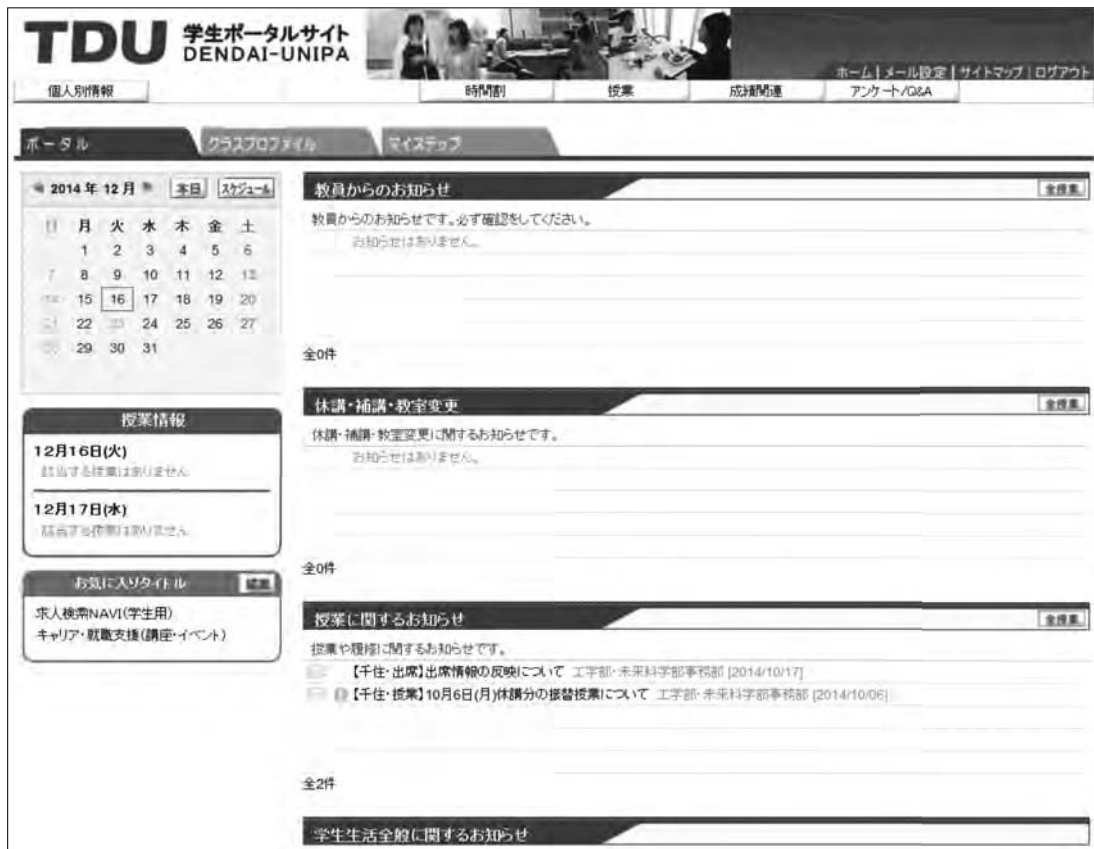 TDU 学生ポータルサイト
DENDAI-UNIPA
ホーム | メール設定 | サイトマップ | ログアウト
個人別情報 時間割 授業 成績関連 アンケート/Q&A
ポータル クラスプロファイル マイステップ
2014年 12月 本日 スケジュール
日 月 火 水 木 金 土
1 2 3 4 5 6
7 8 9 10 11 12 13
14 15 16 17 18 19 20
21 22 23 24 25 26 27
28 29 30 31
授業情報
12月16日(火)
該当する授業はありません
12月17日(水)
該当する授業はありません
お気に入りタイトル 編集
求人検索NAVI(学生用)
キャリア・就職支援(講座・イベント)
教員からのお知らせ 全授業
教員からのお知らせです。必ず確認をしてください。
お知らせはありません。
全0件
休講・補講・教室変更 全授業
休講・補講・教室変更に関するお知らせです。
お知らせはありません。
全0件
授業に関するお知らせ 全授業
授業や履修に関するお知らせです。
【千住・出席】出席情報の反映について 工学部・未来科学部事務部 [2014/10/17]
【千住・授業】10月6日(月)休講分の振替授業について 工学部・未来科学部事務部 [2014/10/06]
全2件
学生生活全般に関するお知らせ